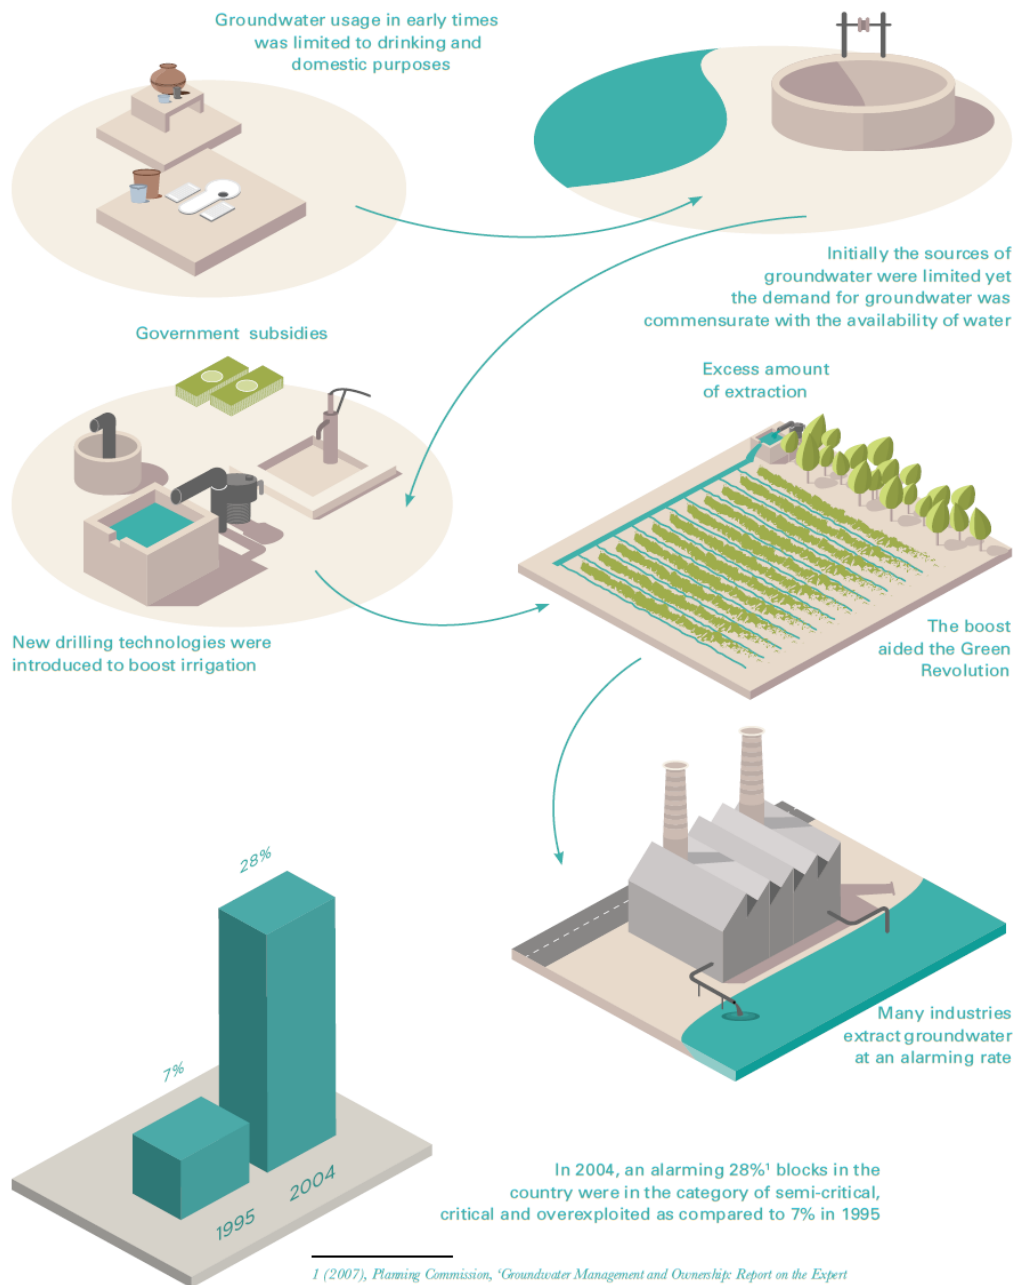 Groundwater usage in early times
was limited to drinking and
domestic purposes
Initially the sources of
groundwater were limited yet
the demand for groundwater was
commensurate with the availability of water
Government subsidies
New drilling technologies were
introduced to boost irrigation
Excess amount
of extraction
The boost
aided the Green
Revolution
Many industries
extract groundwater
at an alarming rate
28%
7%
1995
2004
In 2004, an alarming 28%¹ blocks in the
country were in the category of semi-critical,
critical and overexploited as compared to 7% in 1995
1 (2007), Planning Commission, ‘Groundwater Management and Ownership: Report on the Expert